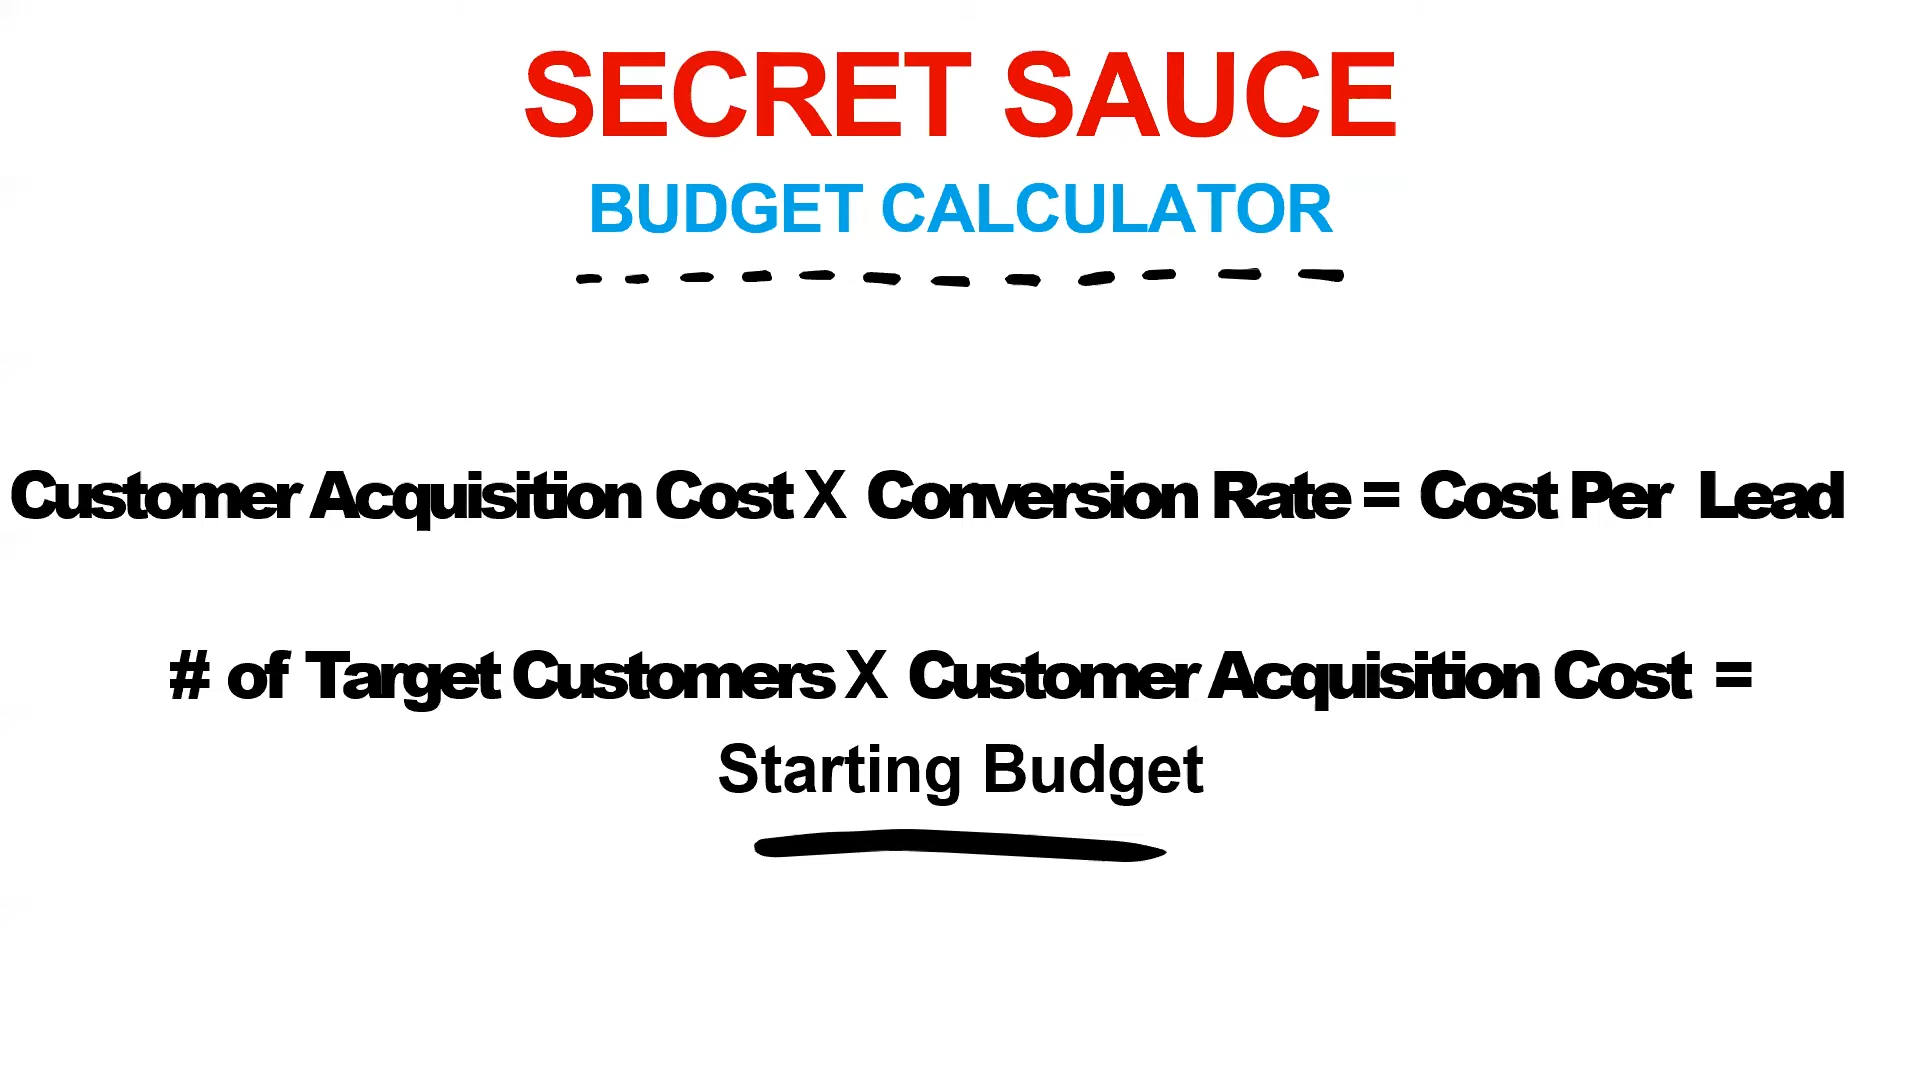 SECRET SAUCE
BUDGET CALCULATOR
Customer Acquisition Cost X Conversion Rate = Cost Per Lead
# of Target Customers X Customer Acquisition Cost =
Starting Budget